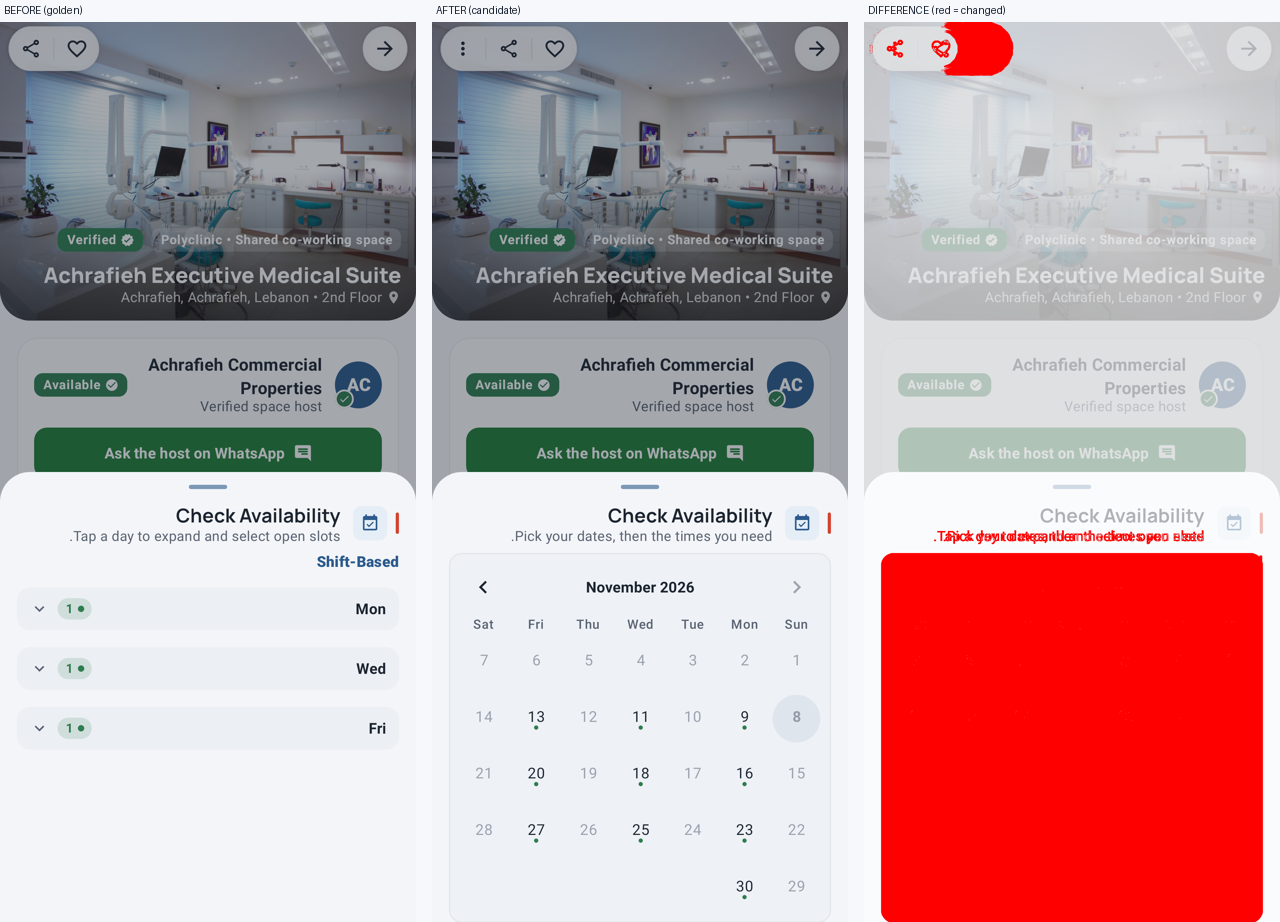 BEFORE (golden)
Verified
Polyclinic • Shared co-working space
Achrafieh Executive Medical Suite
Achrafieh, Achrafieh, Lebanon • 2nd Floor
Achrafieh Commercial
Properties
AC
Available
Verified space host
Ask the host on WhatsApp
Check Availability
.Tap a day to expand and select open slots
Shift-Based
1 • Mon
1 • Wed
1 • Fri
AFTER (candidate)
Verified
Polyclinic • Shared co-working space
Achrafieh Executive Medical Suite
Achrafieh, Achrafieh, Lebanon • 2nd Floor
Achrafieh Commercial
Properties
AC
Available
Verified space host
Ask the host on WhatsApp
Check Availability
.Pick your dates, then the times you need
November 2026
Sat Fri Thu Wed Tue Mon Sun
7 6 5 4 3 2 1
14 13 12 11 10 9 8
21 20 19 18 17 16 15
28 27 26 25 24 23 22
30 29
DIFFERENCE (red = changed)
Verified
Polyclinic • Shared co-working space
Achrafieh Executive Medical Suite
Achrafieh, Achrafieh, Lebanon • 2nd Floor
Achrafieh Commercial
Properties
AC
Available
Verified space host
Ask the host on WhatsApp
Check Availability